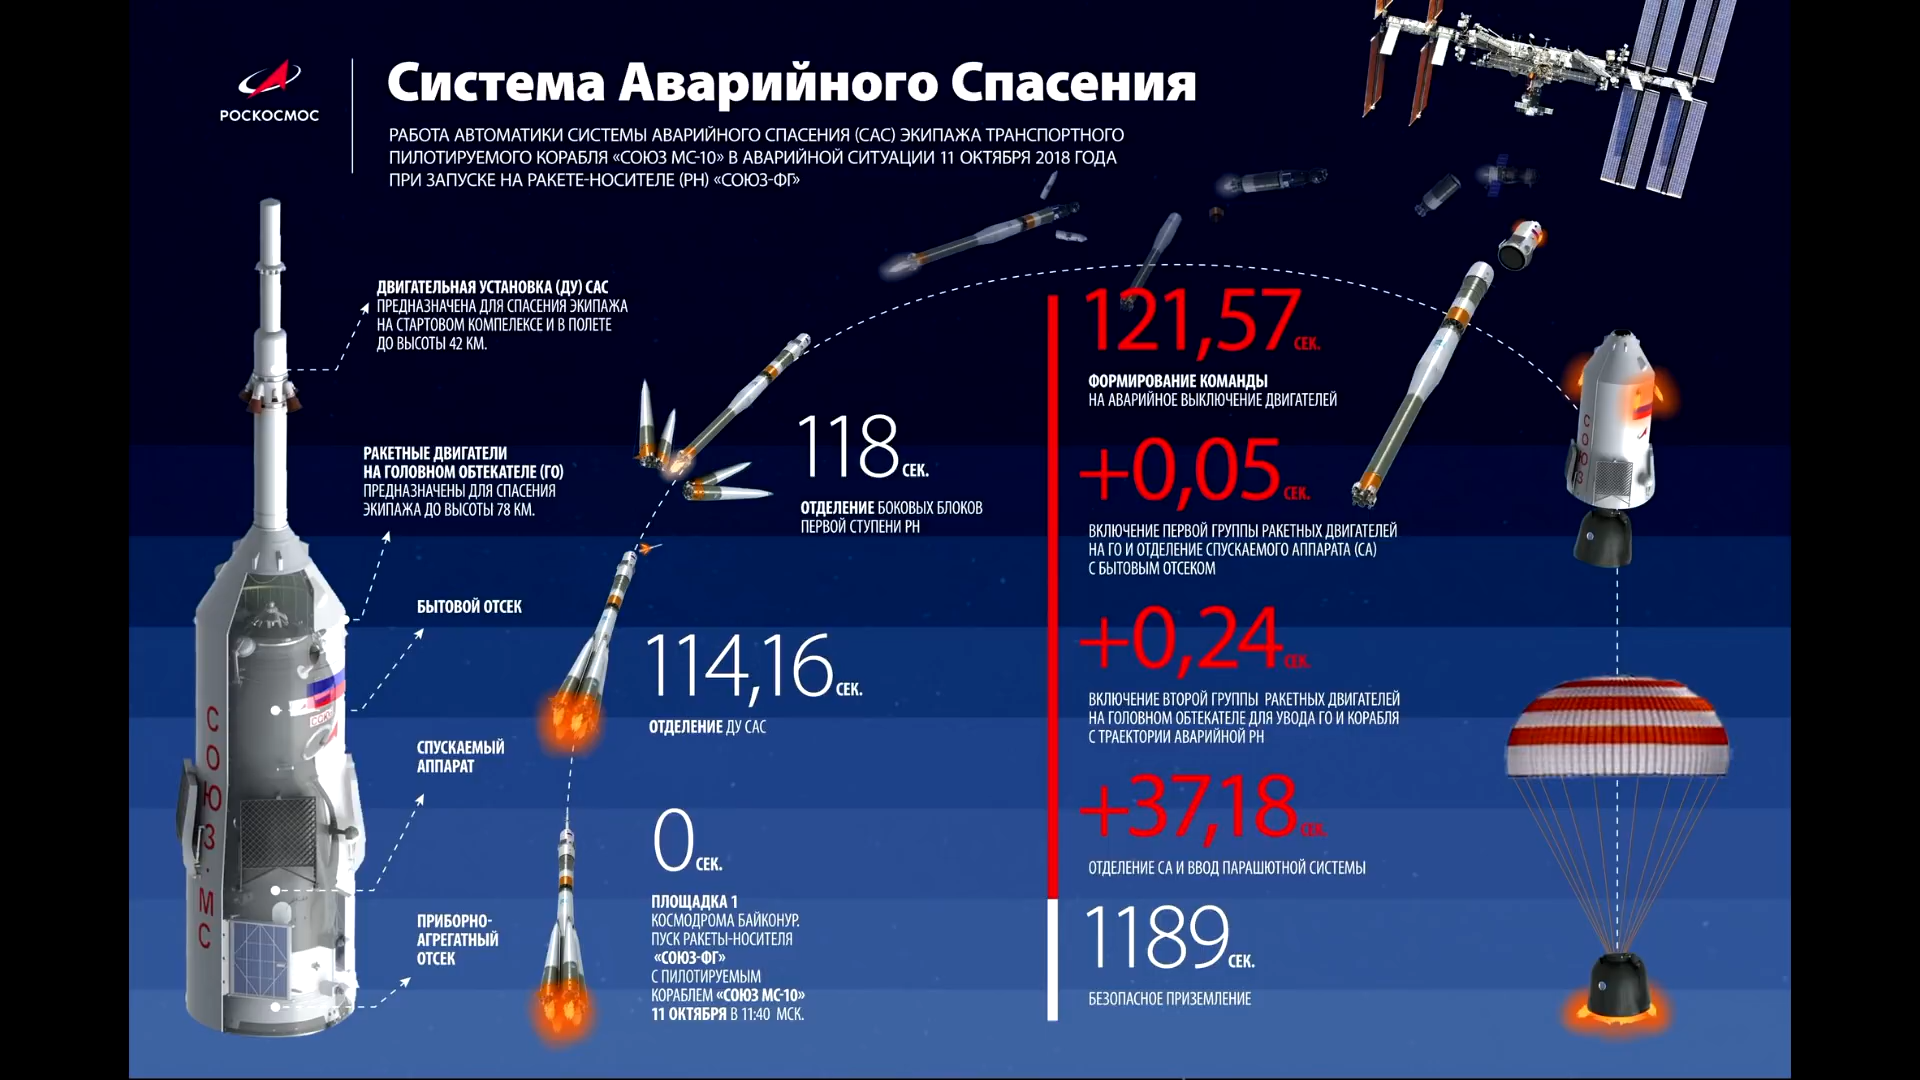 РОСКОСМОС
Система Аварийного Спасения
РАБОТА АВТОМАТИКИ СИСТЕМЫ АВАРИЙНОГО СПАСЕНИЯ (САС) ЭКИПАЖА ТРАНСПОРТНОГО
ПИЛОТИРУЕМОГО КОРАБЛЯ «СОЮЗ МС-10» В АВАРИЙНОЙ СИТУАЦИИ 11 ОКТЯБРЯ 2018 ГОДА
ПРИ ЗАПУСКЕ НА РАКЕТЕ-НОСИТЕЛЕ (РН) «СОЮЗ-ФГ»
ДВИГАТЕЛЬНАЯ УСТАНОВКА (ДУ) САС
ПРЕДНАЗНАЧЕНА ДЛЯ СПАСЕНИЯ ЭКИПАЖА
НА СТАРТОВОМ КОМПЕЛЕКСЕ И В ПОЛЕТЕ
ДО ВЫСОТЫ 42 КМ.
РАКЕТНЫЕ ДВИГАТЕЛИ
НА ГОЛОВНОМ ОБТЕКАТЕЛЕ (ГО)
ПРЕДНАЗНАЧЕНЫ ДЛЯ СПАСЕНИЯ
ЭКИПАЖА ДО ВЫСОТЫ 78 КМ.
БЫТОВОЙ ОТСЕК
СПУСКАЕМЫЙ
АППАРАТ
ПРИБОРНО-
АГРЕГАТНЫЙ
ОТСЕК
СОЮЗ МС
СОЮЗ
118 СЕК.
ОТДЕЛЕНИЕ БОКОВЫХ БЛОКОВ
ПЕРВОЙ СТУПЕНИ РН
114,16 СЕК.
ОТДЕЛЕНИЕ ДУ САС
0 СЕК.
ПЛОЩАДКА 1
КОСМОДРОМА БАЙКОНУР.
ПУСК РАКЕТЫ-НОСИТЕЛЯ
«СОЮЗ-ФГ»
С ПИЛОТИРУЕМЫМ
КОРАБЛЕМ «СОЮЗ МС-10»
11 ОКТЯБРЯ В 11:40 МСК.
121,57 СЕК.
ФОРМИРОВАНИЕ КОМАНДЫ
НА АВАРИЙНОЕ ВЫКЛЮЧЕНИЕ ДВИГАТЕЛЕЙ
+0,05 СЕК.
ВКЛЮЧЕНИЕ ПЕРВОЙ ГРУППЫ РАКЕТНЫХ ДВИГАТЕЛЕЙ
НА ГО И ОТДЕЛЕНИЕ СПУСКАЕМОГО АППАРАТА (СА)
С БЫТОВЫМ ОТСЕКОМ
+0,24 СЕК.
ВКЛЮЧЕНИЕ ВТОРОЙ ГРУППЫ РАКЕТНЫХ ДВИГАТЕЛЕЙ
НА ГОЛОВНОМ ОБТЕКАТЕЛЕ ДЛЯ УВОДА ГО И КОРАБЛЯ
С ТРАЕКТОРИИ АВАРИЙНОЙ РН
+37,18 СЕК.
ОТДЕЛЕНИЕ СА И ВВОД ПАРАШЮТНОЙ СИСТЕМЫ
1189 СЕК.
БЕЗОПАСНОЕ ПРИЗЕМЛЕНИЕ
СОЮЗ